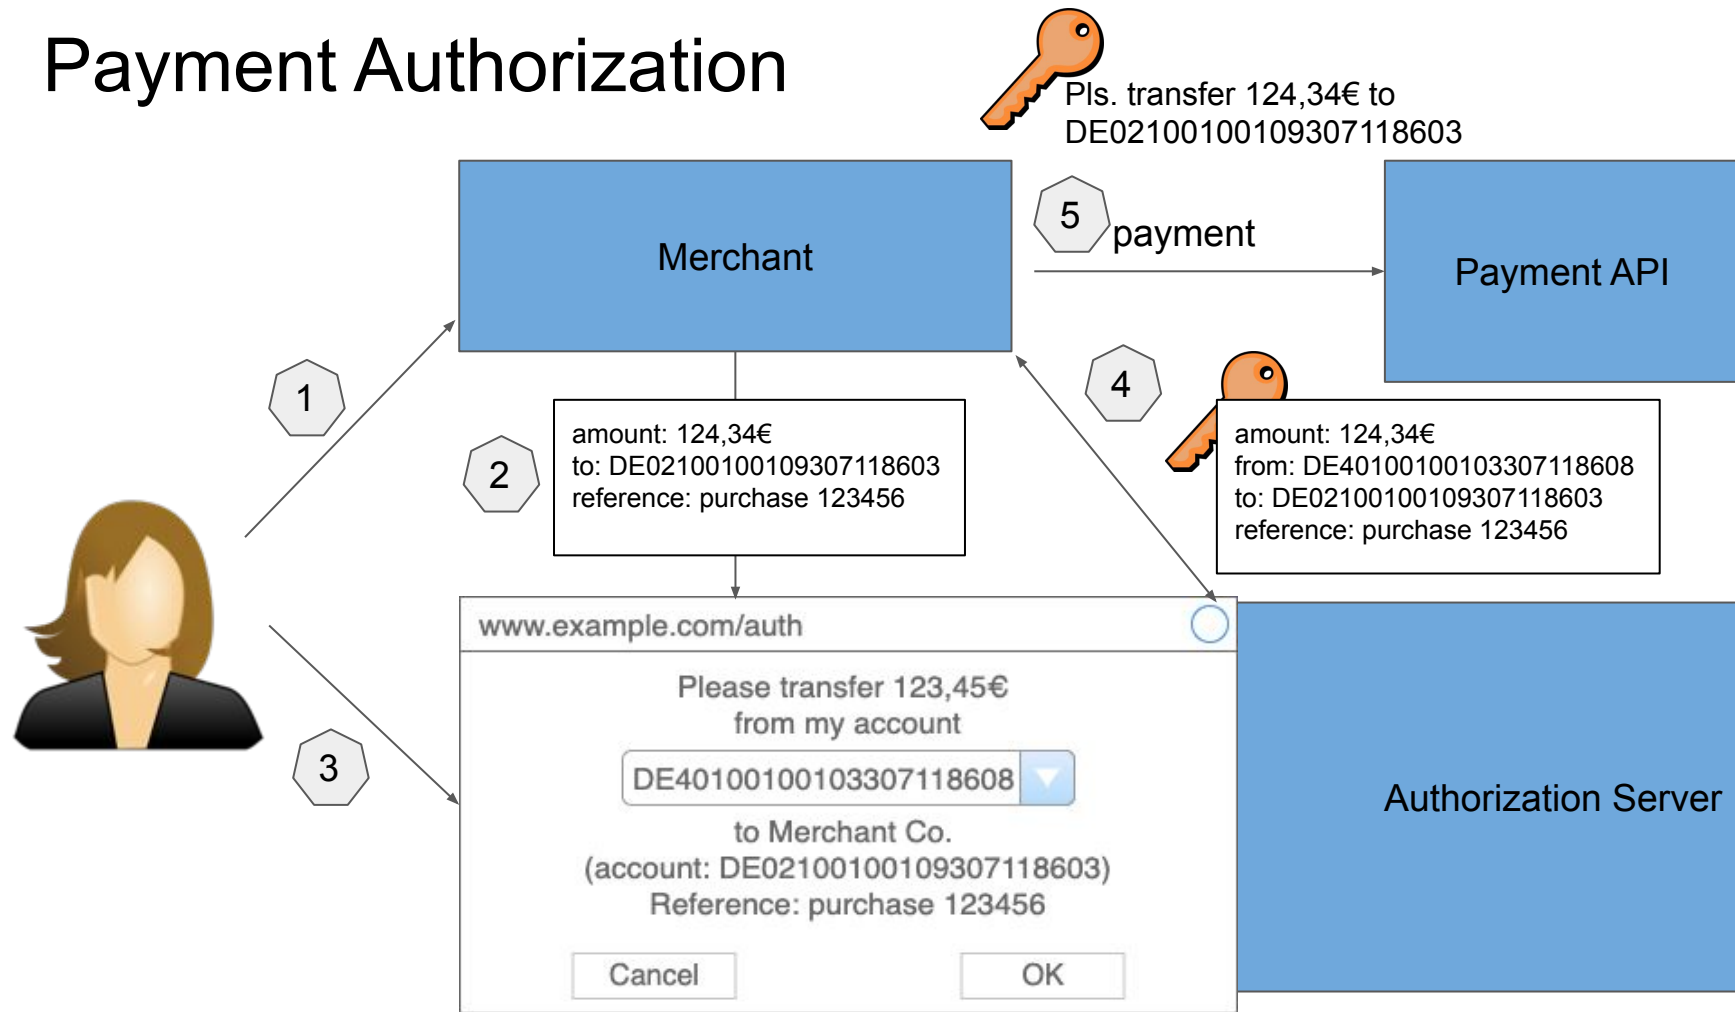 Payment Authorization
Pls. transfer 124,34€ to
DE02100100109307118603
Merchant
5
payment
Payment API
1
4
2
amount: 124,34€
to: DE02100100109307118603
reference: purchase 123456
amount: 124,34€
from: DE40100100103307118608
to: DE02100100109307118603
reference: purchase 123456
www.example.com/auth
Please transfer 123,45€
from my account
DE40100100103307118608
to Merchant Co.
(account: DE02100100109307118603)
Reference: purchase 123456
Cancel
OK
3
Authorization Server